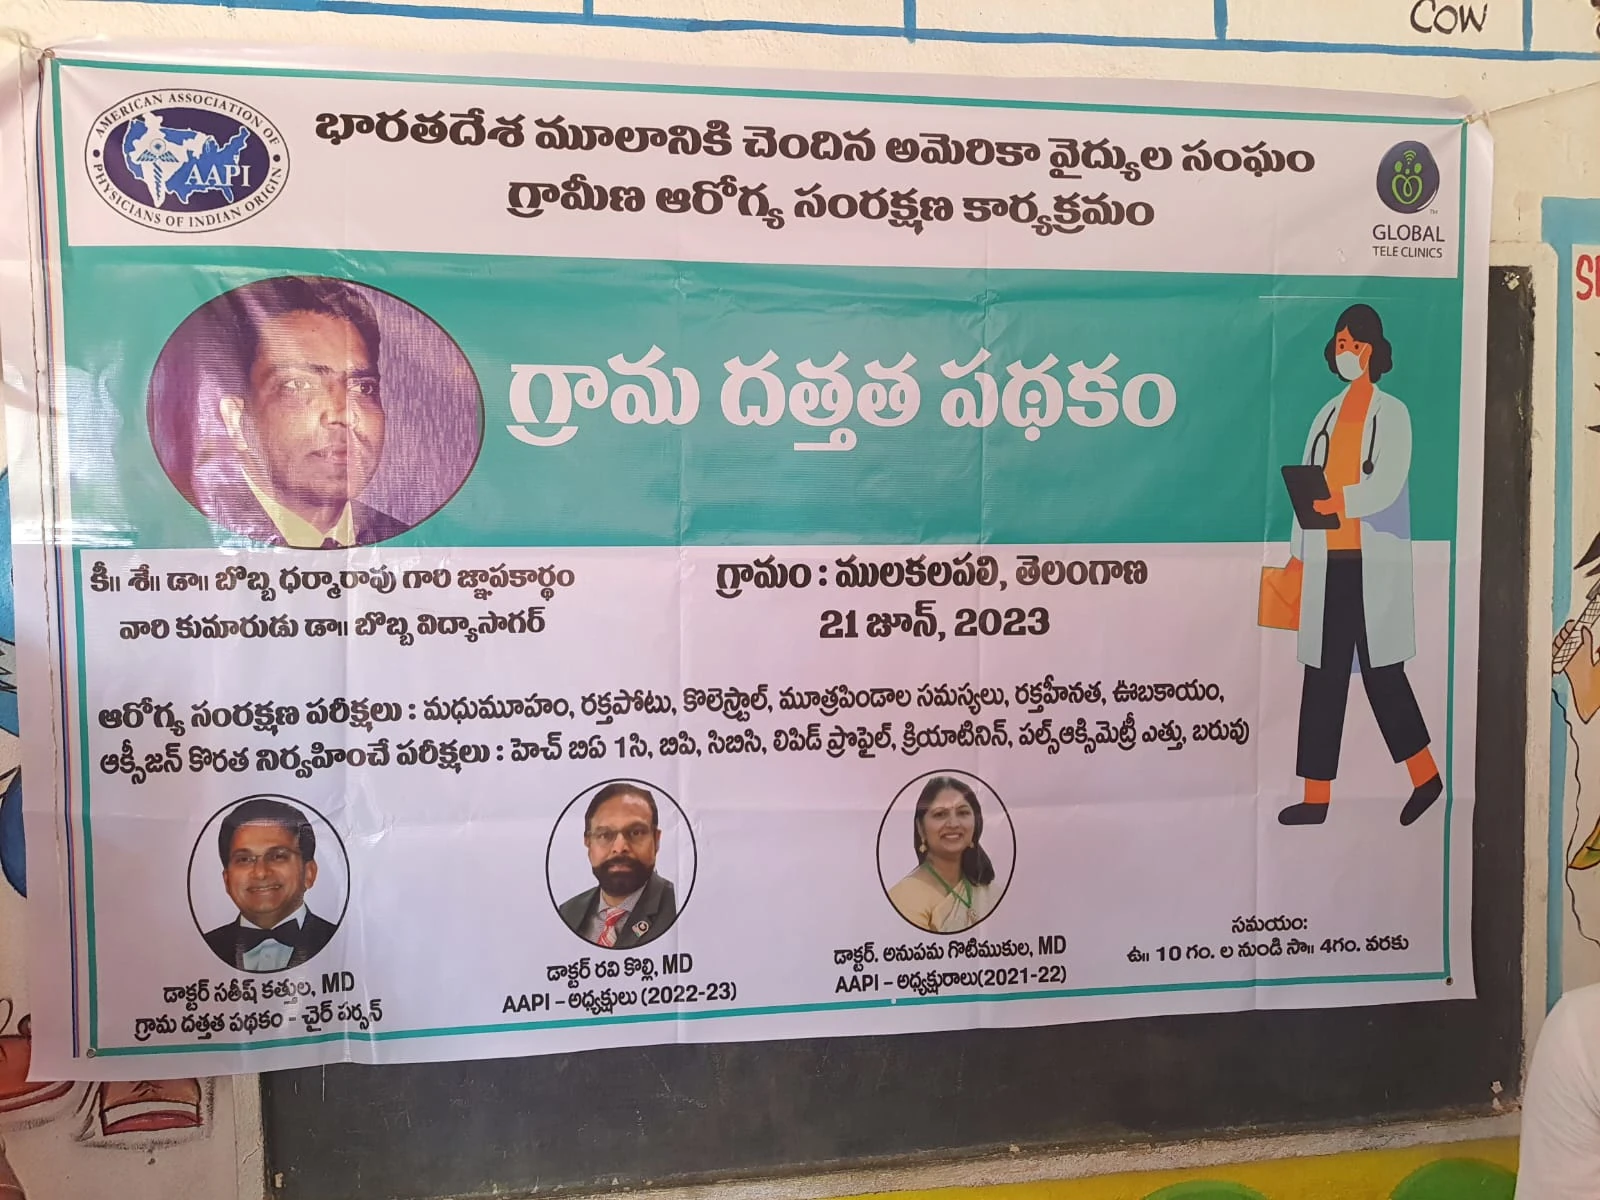 COW
AMERICAN ASSOCIATION OF
PHYSICIANS OF INDIAN ORIGIN
AAPI
భారతదేశ మూలానికి చెందిన అమెరికా వైద్యుల సంఘం
గ్రామీణ ఆరోగ్య సంరక్షణ కార్యక్రమం
GLOBAL
TELE CLINICS
గ్రామ దత్తత పథకం
కీ॥ శే॥ డా॥ బొబ్బ ధర్మారావు గారి జ్ఞాపకార్థం
వారి కుమారుడు డా॥ బొబ్బ విద్యాసాగర్
గ్రామం : ములకలపలి, తెలంగాణ
21 జూన్, 2023
ఆరోగ్య సంరక్షణ పరీక్షలు : మధుమూహం, రక్తపోటు, కొలెస్ట్రాల్, మూత్రపిండాల సమస్యలు, రక్తహీనత, ఊబకాయం,
ఆక్సీజన్ కొరత నిర్వహించే పరీక్షలు : హెచ్ బిఏ 1సి, బిపి, సిబిసి, లిపిడ్ ప్రొఫైల్, క్రియాటినిన్, పల్స్ఆక్సిమెట్రీ ఎత్తు, బరువు
డాక్టర్ సతీష్ కత్తుల, MD
గ్రామ దత్తత పథకం - చైర్ పర్సన్
డాక్టర్ రవి కొల్లి, MD
AAPI – అధ్యక్షులు (2022-23)
డాక్టర్. అనుపమ గొటిముకుల, MD
AAPI – అధ్యక్షురాలు(2021-22)
సమయం:
ఉ॥ 10 గం. ల నుండి సా॥ 4గం. వరకు